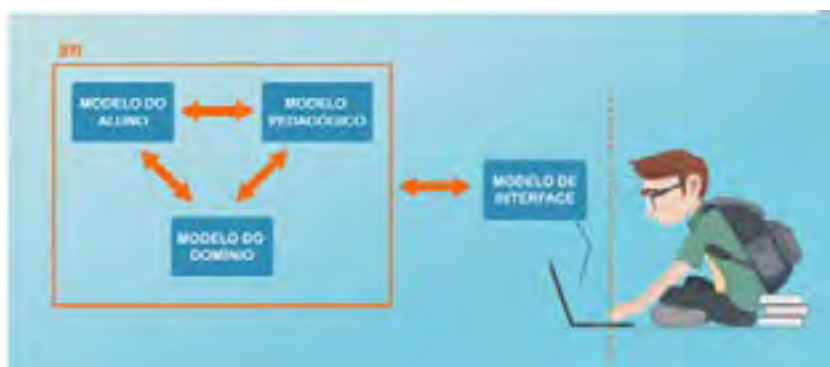 STI
MODELO DO
ALUNO
MODELO
PEDAGÓGICO
MODELO DE
INTERFACE
MODELO DO
DOMÍNIO